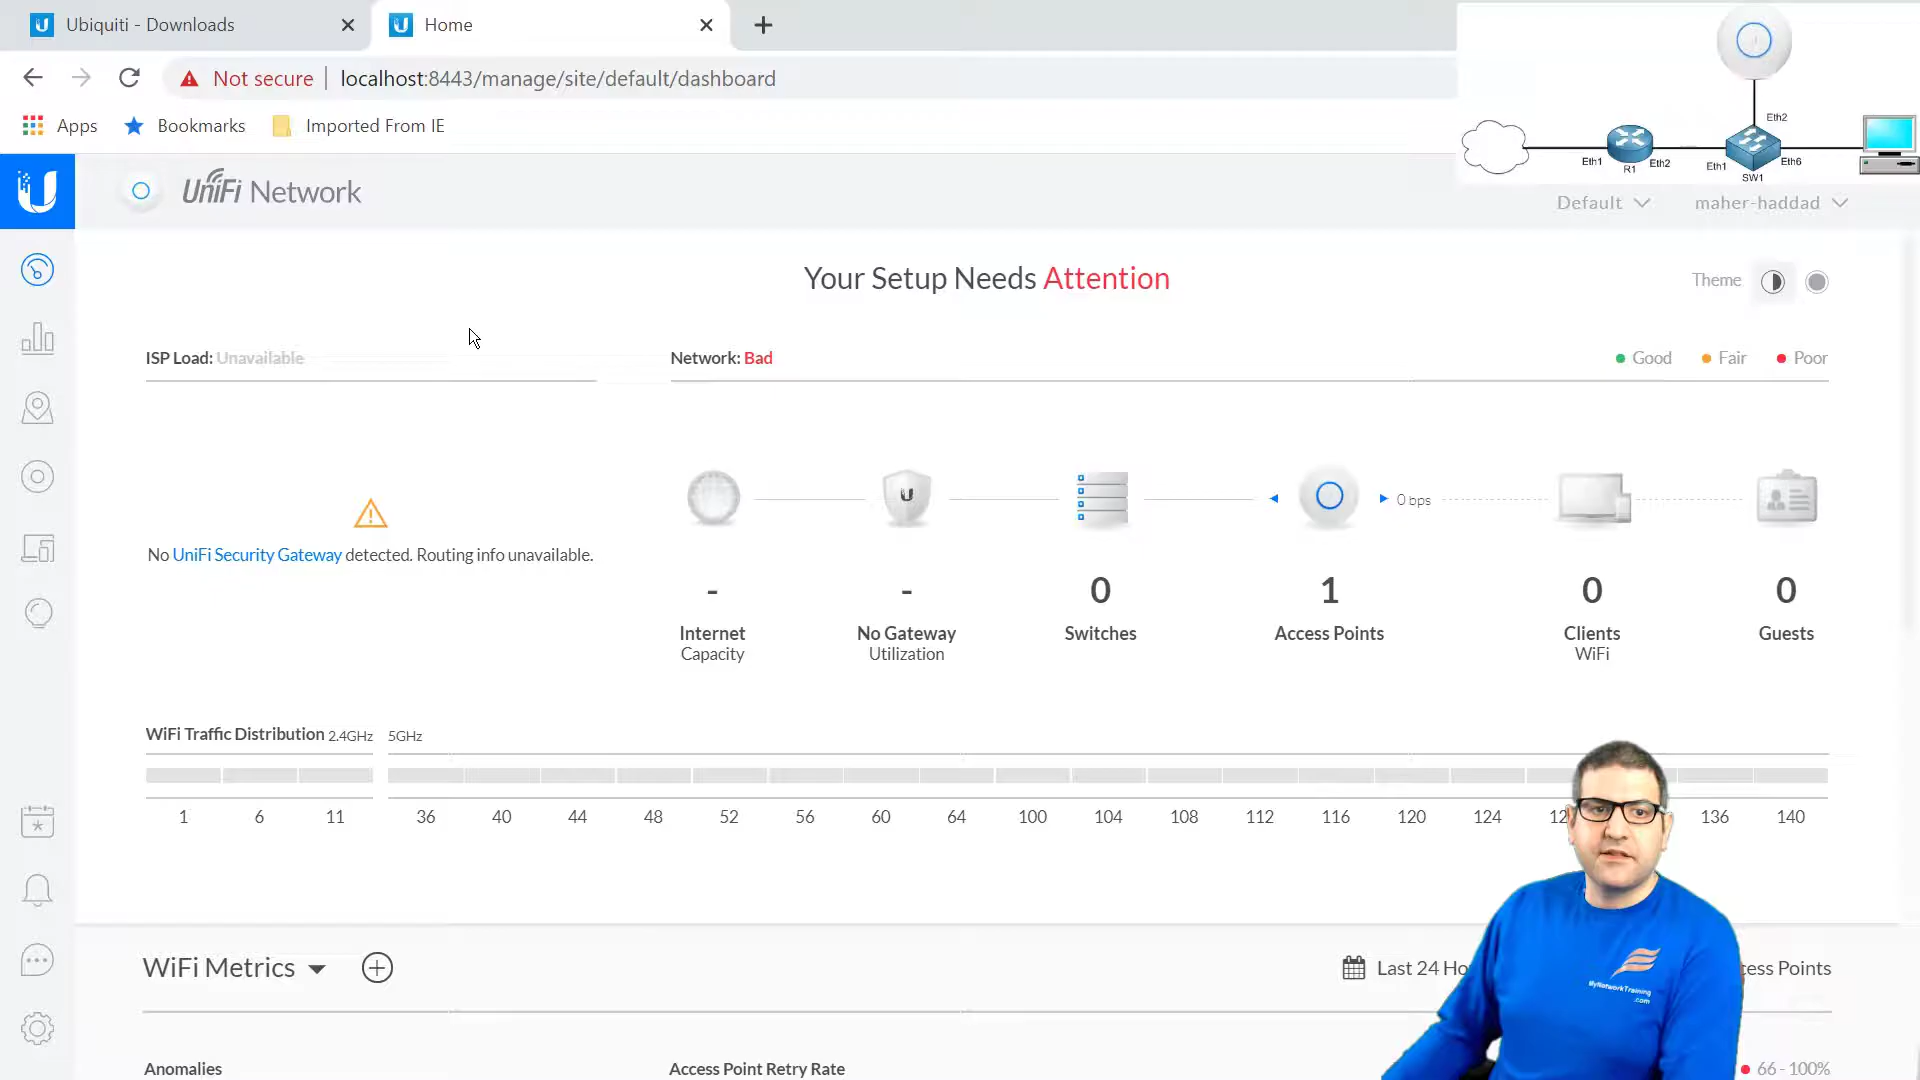 Ubiquiti - Downloads
Home
Not secure | localhost:8443/manage/site/default/dashboard
Apps
Bookmarks
Imported From IE
Eth2
Eth1
R1
Eth2
Eth1
SW1
Eth6
UniFi Network
Default
maher-haddad
Your Setup Needs Attention
Theme
ISP Load: Unavailable
Network: Bad
Good
Fair
Poor
No UniFi Security Gateway detected. Routing info unavailable.
0 bps
- - 0 1 0 0
Internet No Gateway Switches Access Points Clients Guests
Capacity Utilization WiFi
WiFi Traffic Distribution 2.4GHz 5GHz
1 6 11 36 40 44 48 52 56 60 64 100 104 108 112 116 120 124 136 140
WiFi Metrics
Last 24
Points
MyNetworkTraining
.com
Anomalies
Access Point Retry Rate
66 - 100%